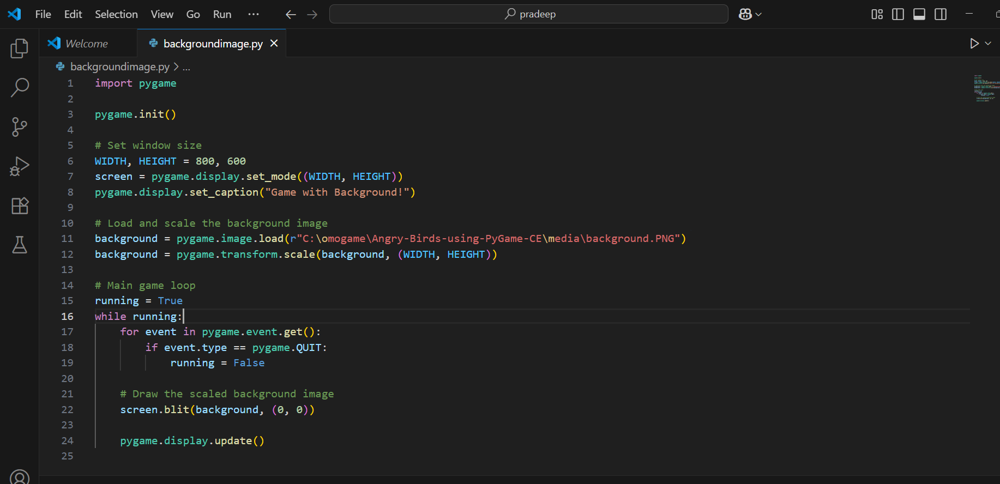 File Edit Selection View Go Run ··· ← → pradeep
Welcome backgroundimage.py ×
backgroundimage.py > ...
1 import pygame
2
3 pygame.init()
4
5 # Set window size
6 WIDTH, HEIGHT = 800, 600
7 screen = pygame.display.set_mode((WIDTH, HEIGHT))
8 pygame.display.set_caption("Game with Background!")
9
10 # Load and scale the background image
11 background = pygame.image.load(r"C:\omogame\Angry-Birds-using-PyGame-CE\media\background.PNG")
12 background = pygame.transform.scale(background, (WIDTH, HEIGHT))
13
14 # Main game loop
15 running = True
16 while running:
17     for event in pygame.event.get():
18         if event.type == pygame.QUIT:
19             running = False
20
21     # Draw the scaled background image
22     screen.blit(background, (0, 0))
23
24     pygame.display.update()
25